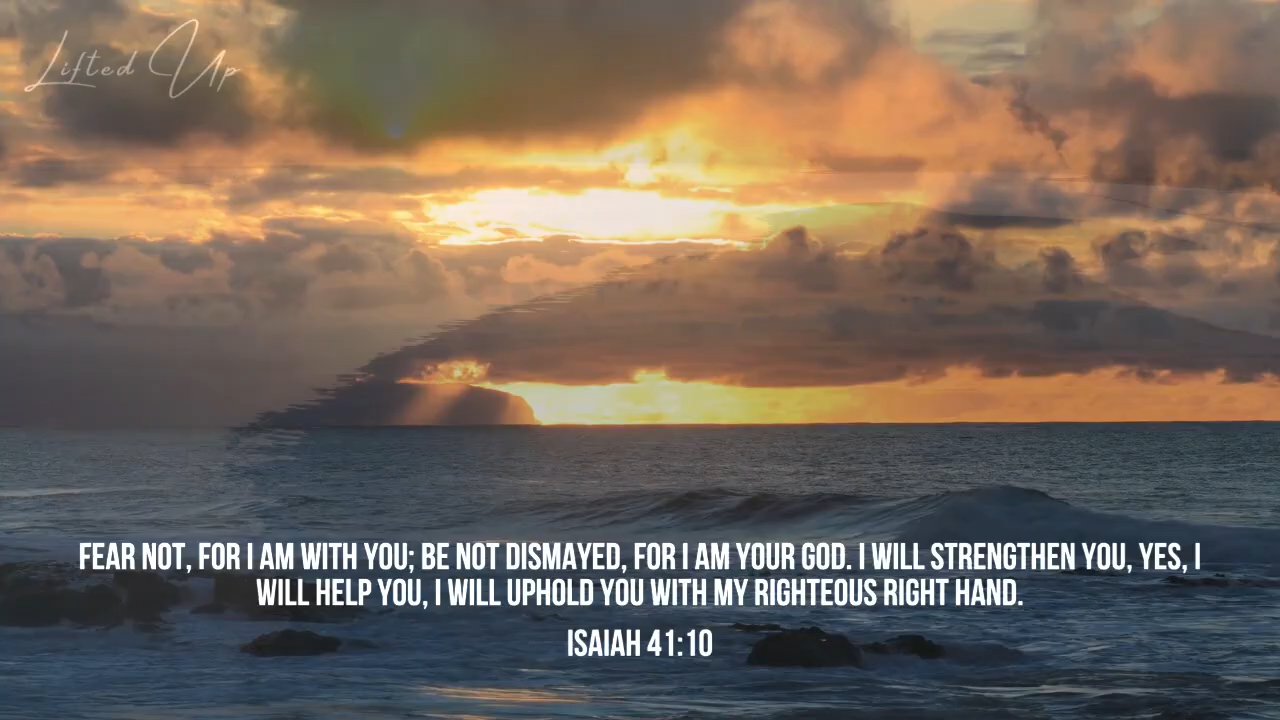 Lifted Up
FEAR NOT, FOR I AM WITH YOU; BE NOT DISMAYED, FOR I AM YOUR GOD. I WILL STRENGTHEN YOU, YES, I
WILL HELP YOU, I WILL UPHOLD YOU WITH MY RIGHTEOUS RIGHT HAND.
ISAIAH 41:10